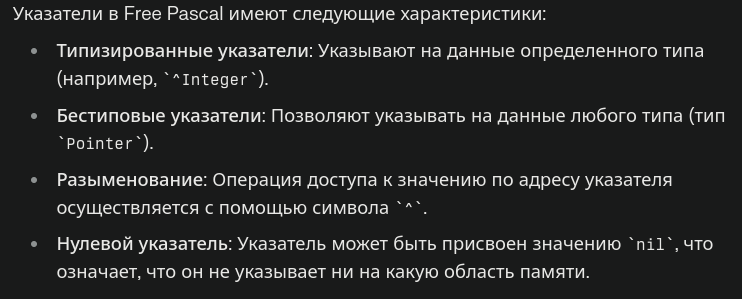 Указатели в Free Pascal имеют следующие характеристики:
• Типизированные указатели: Указывают на данные определенного типа
(например, `^Integer`).
• Бестиповые указатели: Позволяют указывать на данные любого типа (тип
`Pointer`).
• Разыменование: Операция доступа к значению по адресу указателя
осуществляется с помощью символа `^`.
• Нулевой указатель: Указатель может быть присвоен значению `nil`, что
означает, что он не указывает ни на какую область памяти.